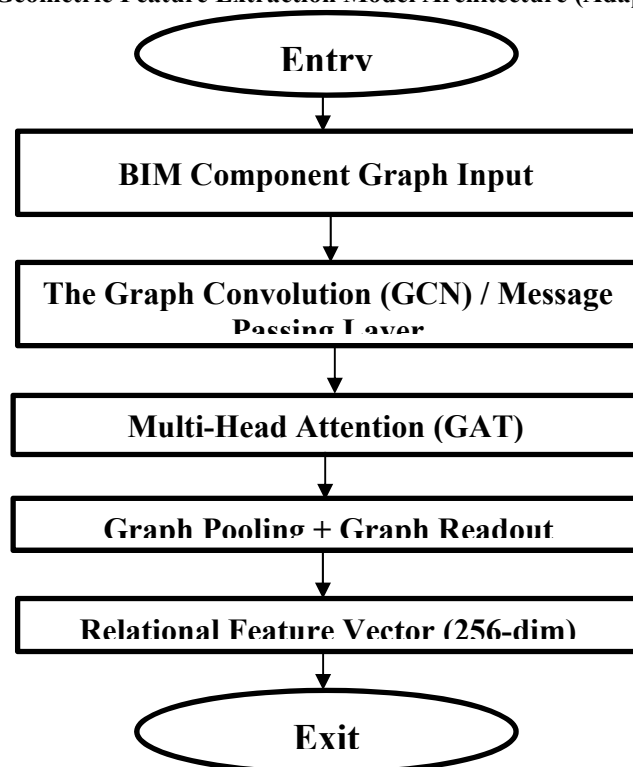 Geometric Feature Extraction Model Architecture (Adap
Entry
BIM Component Graph Input
The Graph Convolution (GCN) / Message
Passing Layer
Multi-Head Attention (GAT)
Graph Pooling + Graph Readout
Relational Feature Vector (256-dim)
Exit